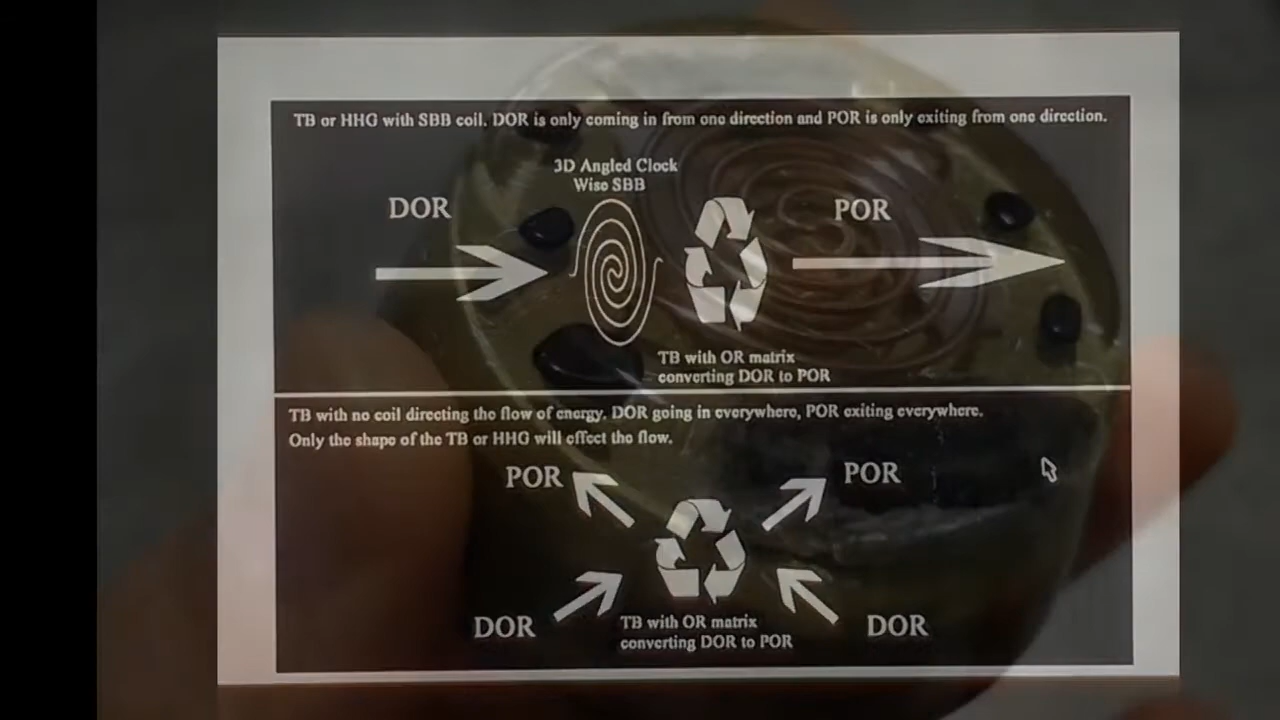 TB or HHG with SBB coil. DOR is only coming in from one direction and POR is only exiting from one direction.
3D Angled Clock
Wise SBB
DOR
POR
TB with OR matrix
converting DOR to POR
TB with no coil directing the flow of energy. DOR going in everywhere, POR exiting everywhere.
Only the shape of the TB or HHG will effect the flow.
POR
POR
DOR
TB with OR matrix
converting DOR to POR
DOR